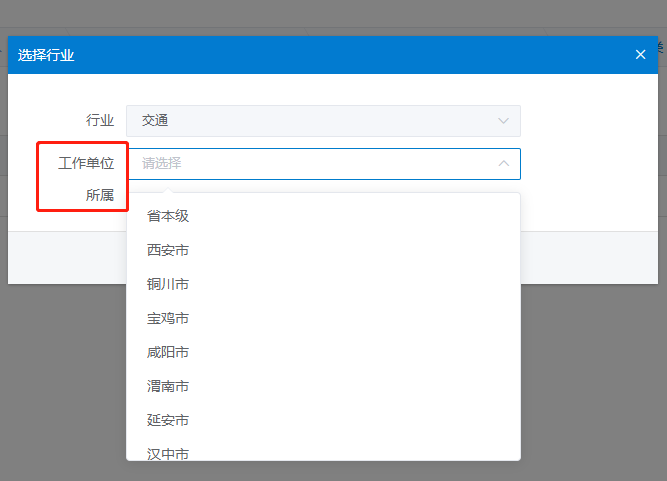 选择行业
行业 交通
工作单位 请选择
所属
省本级
西安市
铜川市
宝鸡市
咸阳市
渭南市
延安市
汉中市